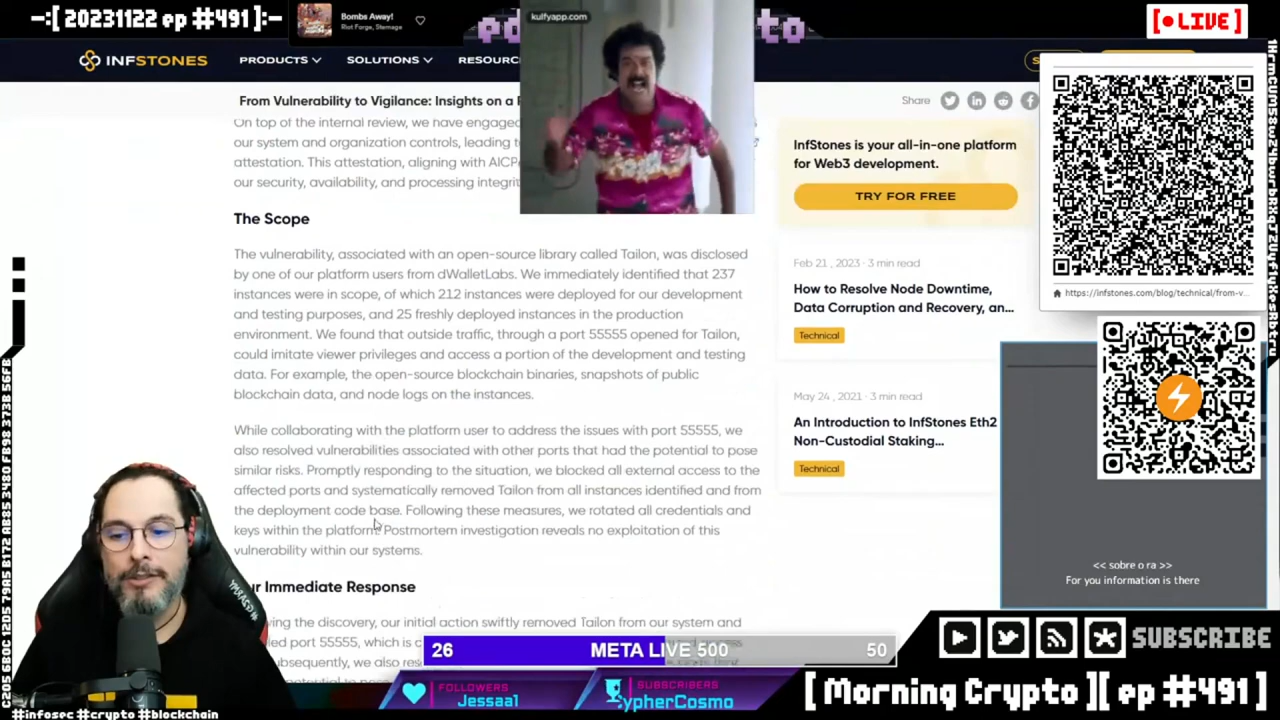 -:[ 20231122 ep #491 ]:-
Bombs Away!
Riot Forge, Stemage
kulfyapp.com
[●LIVE]
INFSTONES
PRODUCTS
SOLUTIONS
From Vulnerability to Vigilance: Insights on a
Share
On top of the internal review, we have engaged
our system and organization controls, leading
attestation. This attestation, aligning with
our security, availability, and processing
The Scope
The vulnerability, associated with an open-source library called Tailon, was disclosed
by one of our platform users from dWalletLabs. We immediately identified that 237
instances were in scope, of which 212 instances were deployed for our development
and testing purposes, and 25 freshly deployed instances in the production
environment. We found that outside traffic, through a port 55555 opened for Tailon,
could imitate viewer privileges and access a portion of the development and testing
data. For example, the open-source blockchain binaries, snapshots of public
blockchain data, and node logs on the instances.
While collaborating with the platform user to address the issues with port 55555, we
also resolved vulnerabilities associated with other ports that had the potential to pose
similar risks. Promptly responding to the situation, we blocked all external access to the
affected ports and systematically removed Tailon from all instances identified and from
the deployment code base. Following these measures, we rotated all credentials and
keys within the platform. Postmortem investigation reveals no exploitation of this
vulnerability within our systems.
Immediate Response
the discovery, our initial action swiftly removed Tailon from our system and
port 55555, which is
we also
InfStones is your all-in-one platform
for Web3 development.
TRY FOR FREE
Feb 21 , 2023 · 3 min read
How to Resolve Node Downtime,
Data Corruption and Recovery, an...
Technical
May 24 , 2021 · 3 min read
An Introduction to InfStones Eth2
Non-Custodial Staking...
Technical
https://infstones.com/blog/technical/from-v...
<< sobre o ra >>
For you information is there
26 META LIVE 500 50
FOLLOWERS
Jessaal
SUBSCRIBERS
ypherCosmo
SUBSCRIBE
[ Morning Crypto ][ ep #491 ]
#infosec #crypto #blockchain